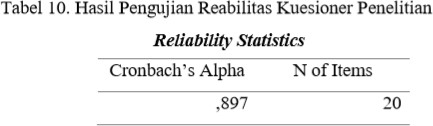 Tabel 10. Hasil Pengujian Reabilitas Kuesioner Penelitian
Reliability Statistics
Cronbach's Alpha N of Items
,897 20